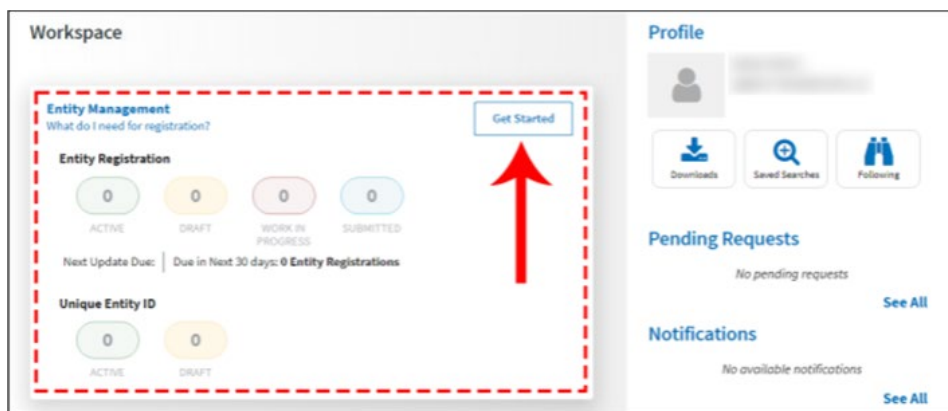 Workspace
Entity Management
What do I need for registration?
Get Started
Entity Registration
0 0 0 0
ACTIVE DRAFT WORK IN PROGRESS SUBMITTED
Next Update Due: Due in Next 30 days: 0 Entity Registrations
Unique Entity ID
0 0
ACTIVE DRAFT
Profile
Downloads Saved Searches Following
Pending Requests
No pending requests
See All
Notifications
No available notifications
See All